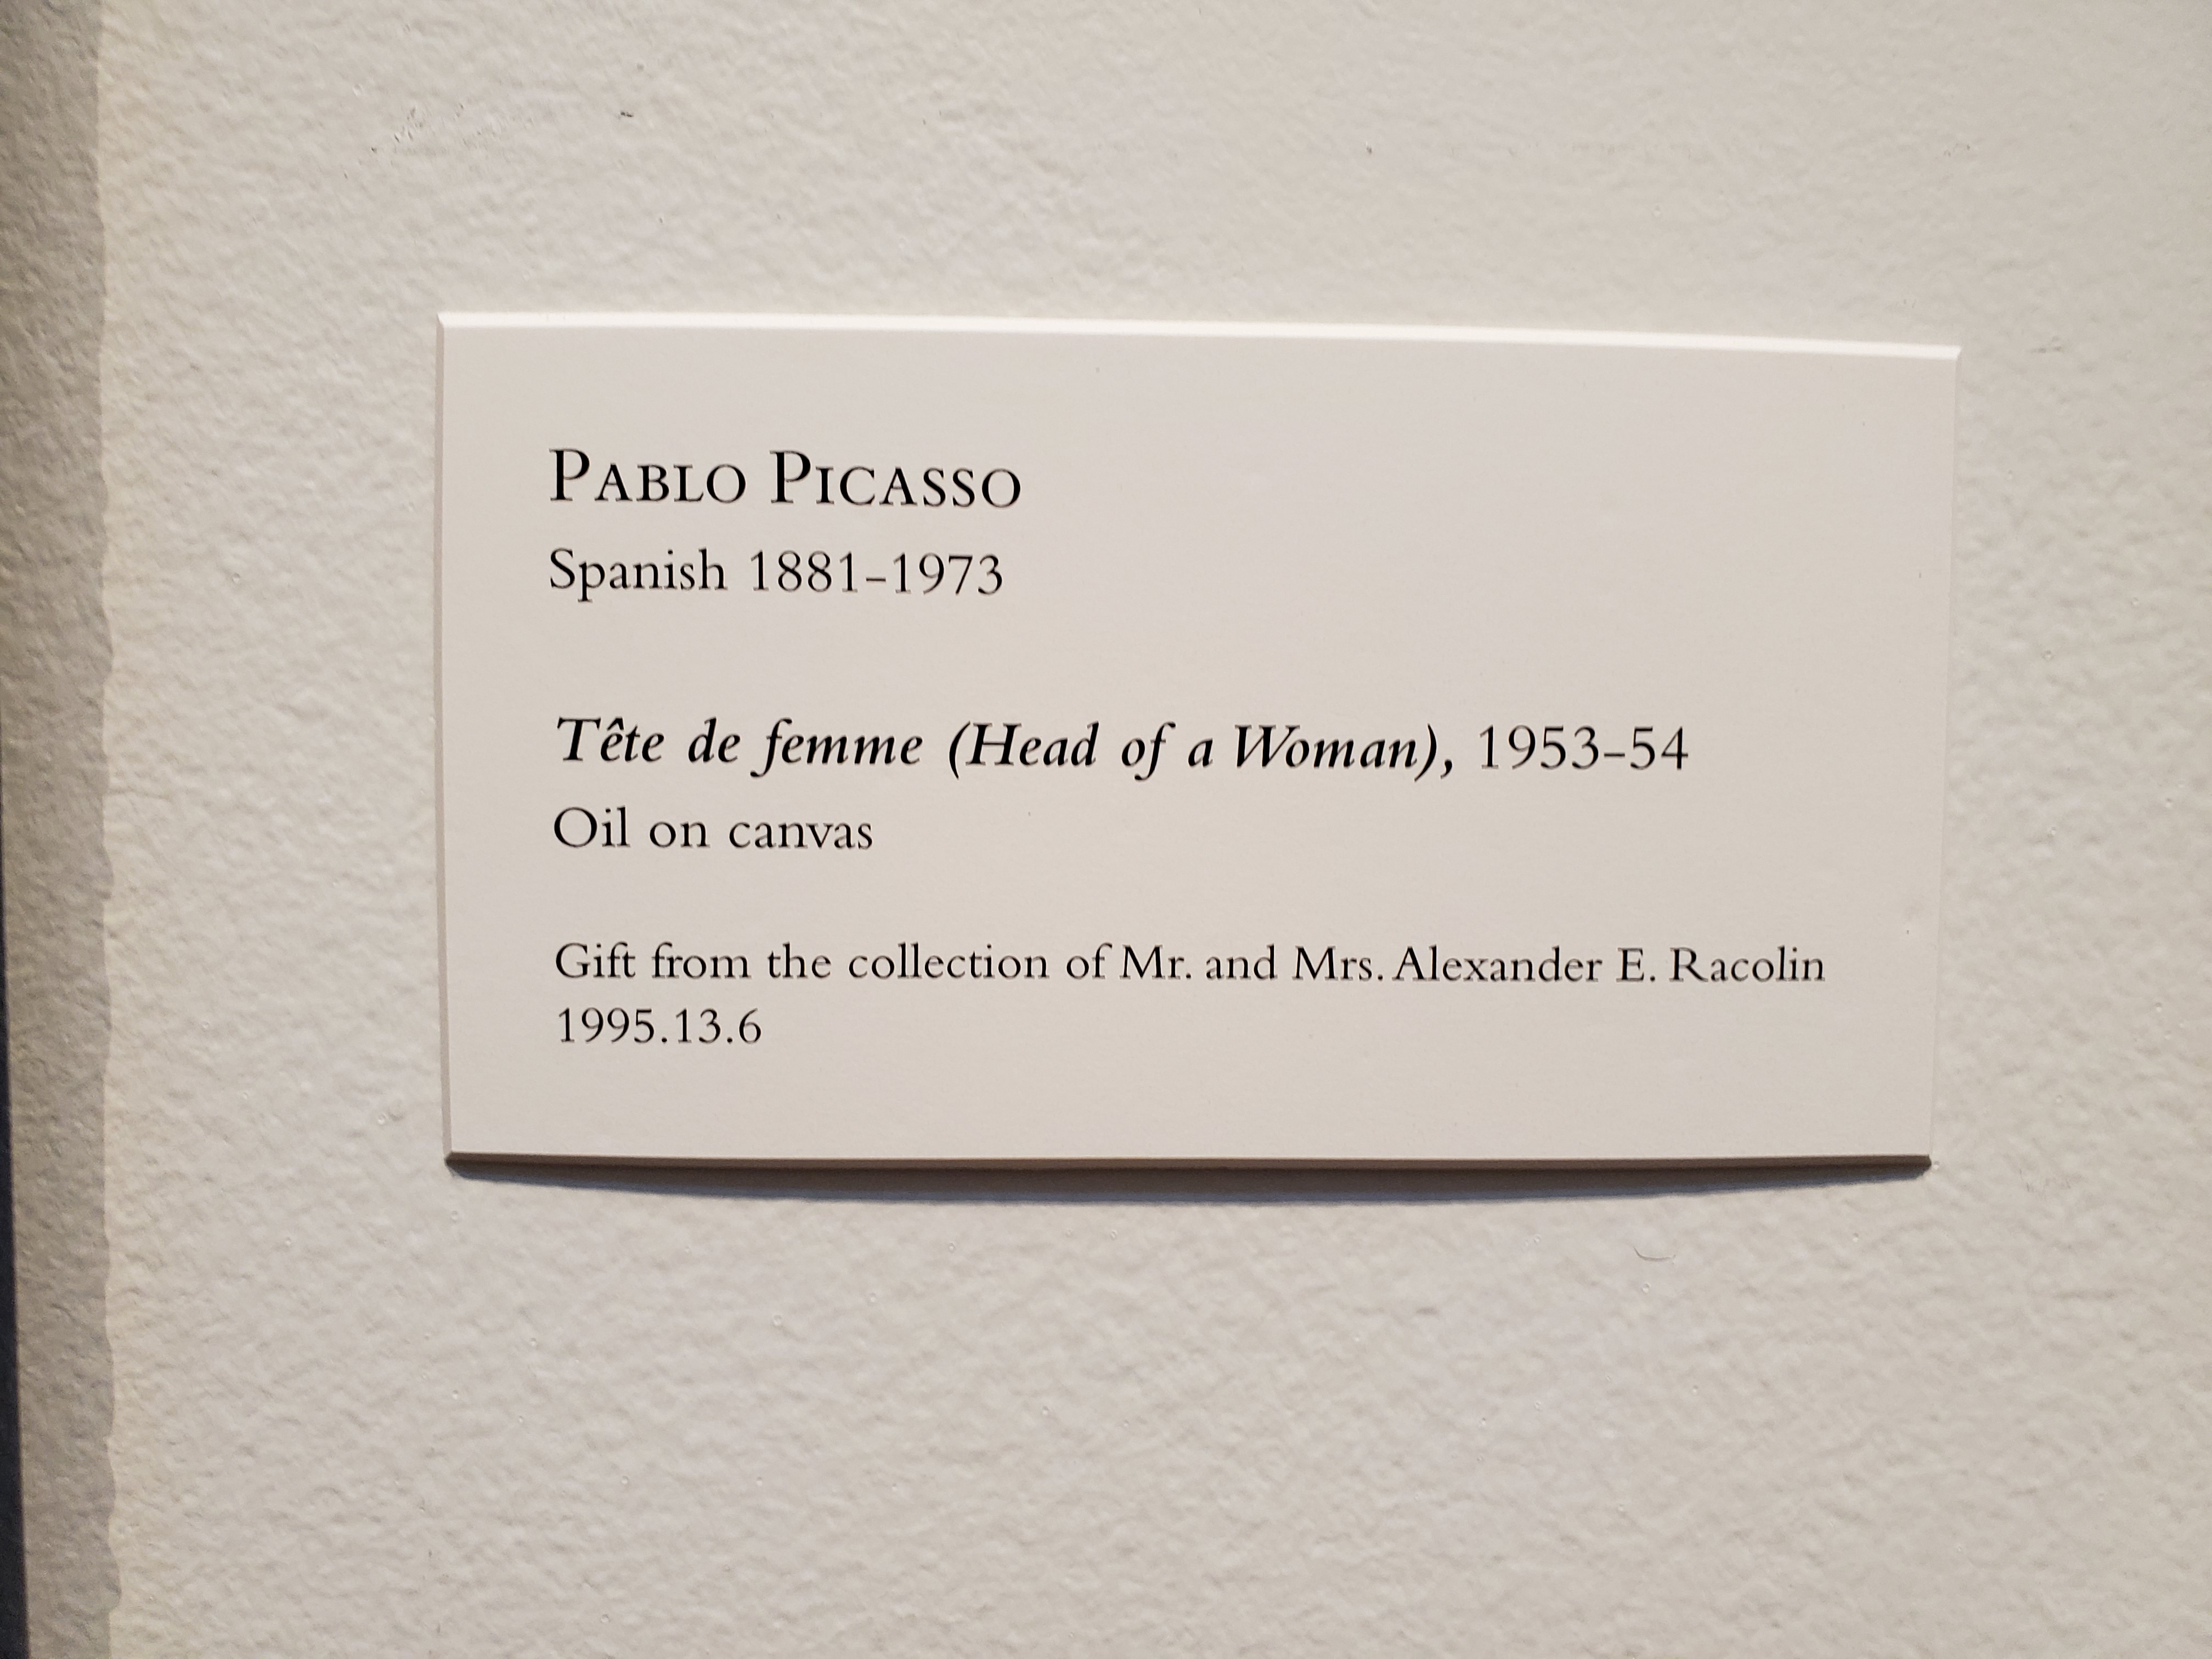 PABLO PICASSO
Spanish 1881–1973
Tête de femme (Head of a Woman), 1953–54
Oil on canvas
Gift from the collection of Mr. and Mrs. Alexander E. Racolin
1995.13.6